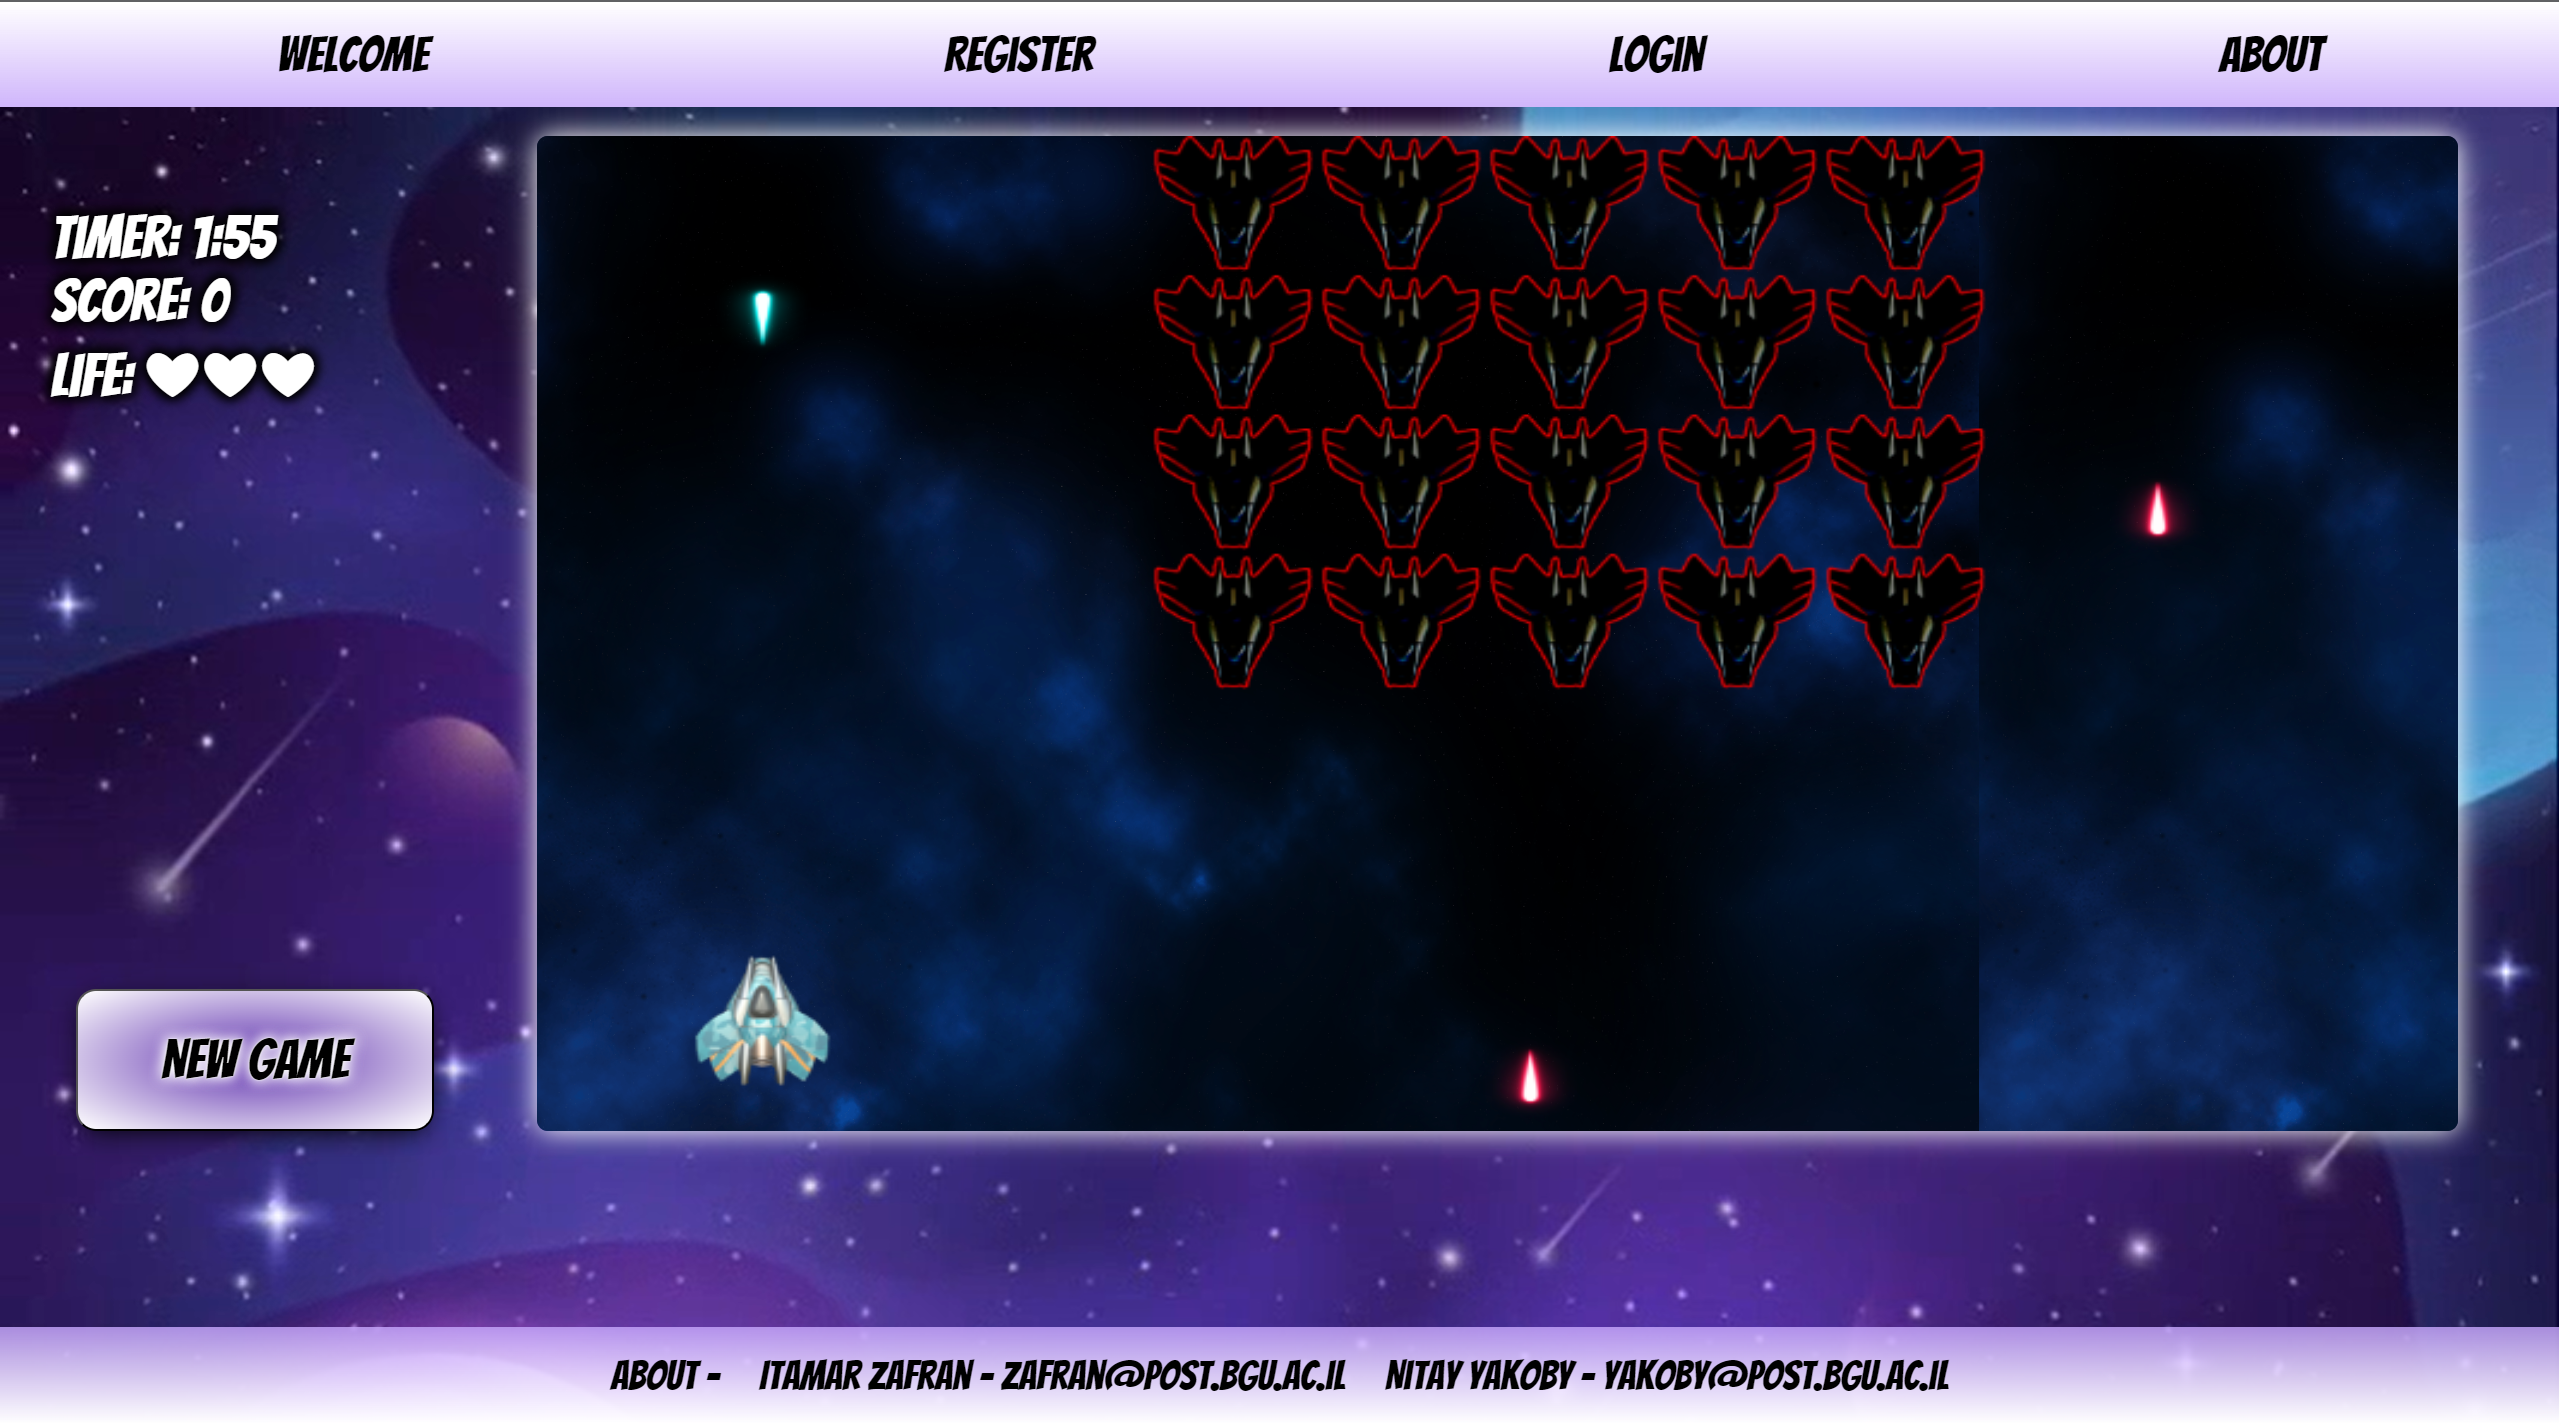 WELCOME REGISTER LOGIN ABOUT
TIMER: 1:55
SCORE: 0
LIFE:
NEW GAME
ABOUT - ITAMAR ZAFRAN - ZAFRAN@POST.BGU.AC.IL NITAY YAKOBY - YAKOBY@POST.BGU.AC.IL